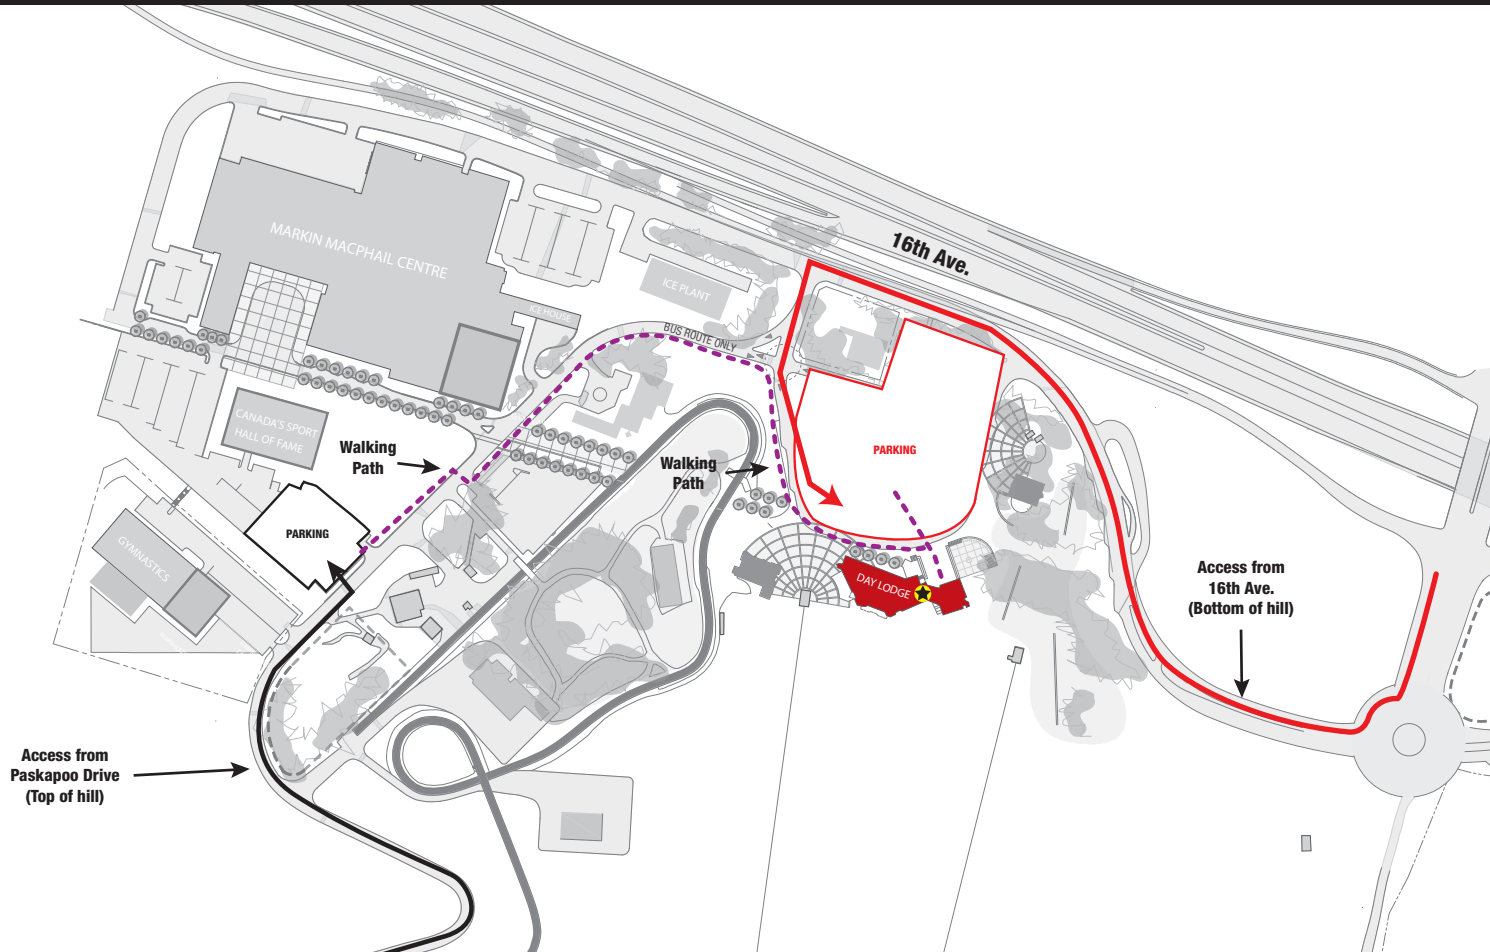 16th Ave.
MARKIN MACPHAIL CENTRE
ICE PLANT
ICE HOUSE
BUS ROUTE ONLY
CANADA'S SPORT
HALL OF FAME
Walking
Path
Walking
Path
PARKING
PARKING
GYMNASTICS
DAY LODGE
Access from
16th Ave.
(Bottom of hill)
Access from
Paskapoo Drive
(Top of hill)